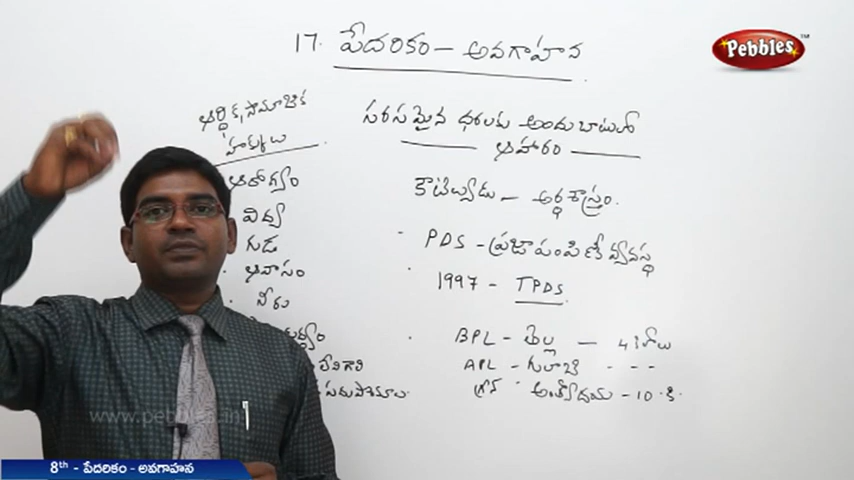 17. పేదరికం - అవగాహన
Pebbles™
ఆర్థిక, సామాజిక
హక్కులు
ఆరోగ్యం
విద్య
గుడ
ఆవాసం
నీరు
సరసమైన ధరలకు అందుబాటులో
ఆహారం
కౌటిల్యుడు - అర్థశాస్త్రం.
PDS - ప్రజాపంపిణీ వ్యవస్థ
1997 - TPDS
BPL - తెల్ల - 4 కిలోలు
APL - గులాబి - - -
గ్రీన్ అంత్యోదయ - 10 కి.
www.pebbles.in
8th - పేదరికం - అవగాహన